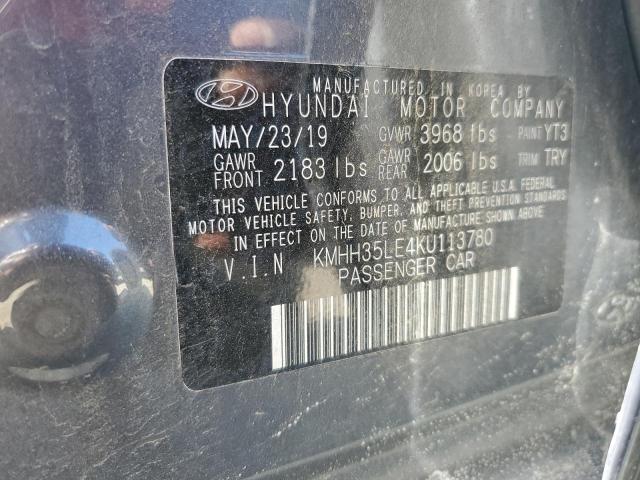 MANUFACTURED IN KOREA BY
HYUNDAI MOTOR COMPANY
MAY/23/19 GVWR 3968 lbs PAINT YT3
GAWR FRONT 2183 lbs GAWR REAR 2006 lbs TRIM TRY
THIS VEHICLE CONFORMS TO ALL APPLICABLE U.S.A. FEDERAL
MOTOR VEHICLE SAFETY, BUMPER, AND THEFT PREVENTION STANDARDS
IN EFFECT ON THE DATE OF MANUFACTURE SHOWN ABOVE.
V.I.N KMHH35LE4KU113780
PASSENGER CAR